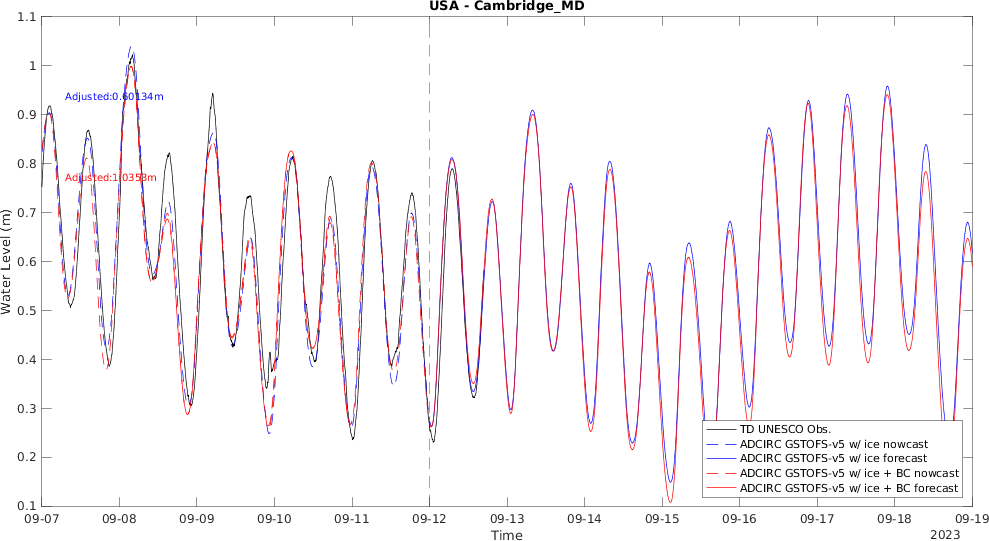 USA - Cambridge_MD
1.1
1
0.9
0.8
0.7
0.6
0.5
0.4
0.3
0.2
0.1
Water Level (m)
Adjusted:0.60134m
Adjusted:1.0353m
TD UNESCO Obs.
ADCIRC GSTOFS-v5 w/ ice nowcast
ADCIRC GSTOFS-v5 w/ ice forecast
ADCIRC GSTOFS-v5 w/ ice + BC nowcast
ADCIRC GSTOFS-v5 w/ ice + BC forecast
09-07 09-08 09-09 09-10 09-11 09-12 09-13 09-14 09-15 09-16 09-17 09-18 09-19
Time
2023